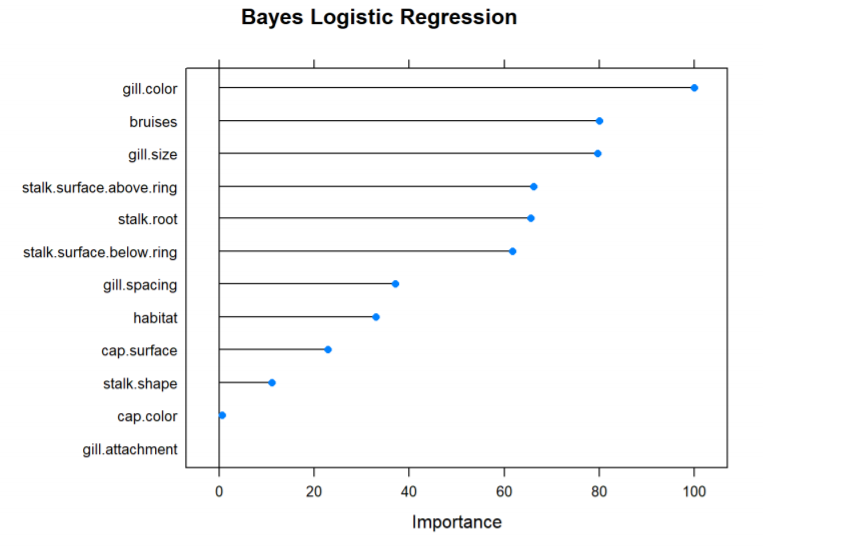 Bayes Logistic Regression
gill.color
bruises
gill.size
stalk.surface.above.ring
stalk.root
stalk.surface.below.ring
gill.spacing
habitat
cap.surface
stalk.shape
cap.color
gill.attachment
0 20 40 60 80 100
Importance